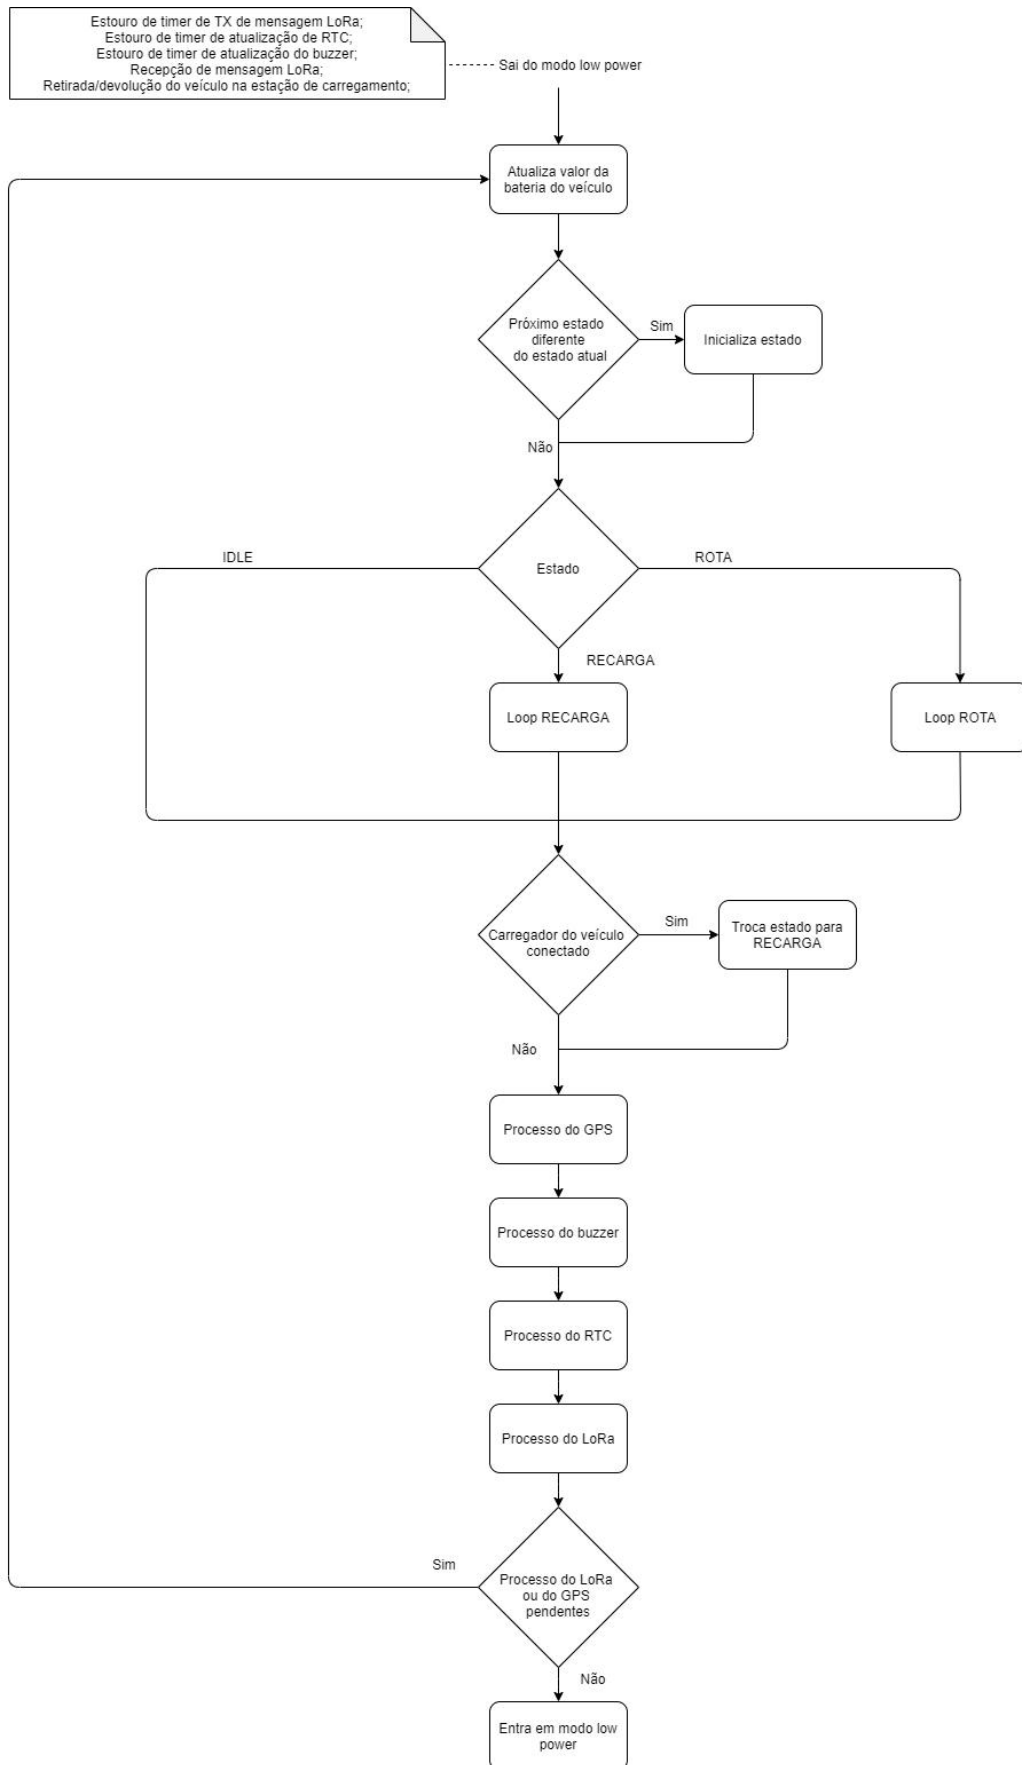 Estouro de timer de TX de mensagem LoRa;
Estouro de timer de atualização de RTC;
Estouro de timer de atualização do buzzer;
Recepção de mensagem LoRa;
Retirada/devolução do veículo na estação de carregamento;
Sai do modo low power
Atualiza valor da
bateria do veículo
Próximo estado
diferente
do estado atual
Sim
Inicializa estado
Não
IDLE
Estado
ROTA
RECARGA
Loop RECARGA
Loop ROTA
Carregador do veículo
conectado
Sim
Troca estado para
RECARGA
Não
Processo do GPS
Processo do buzzer
Processo do RTC
Processo do LoRa
Sim
Processo do LoRa
ou do GPS
pendentes
Não
Entra em modo low
power